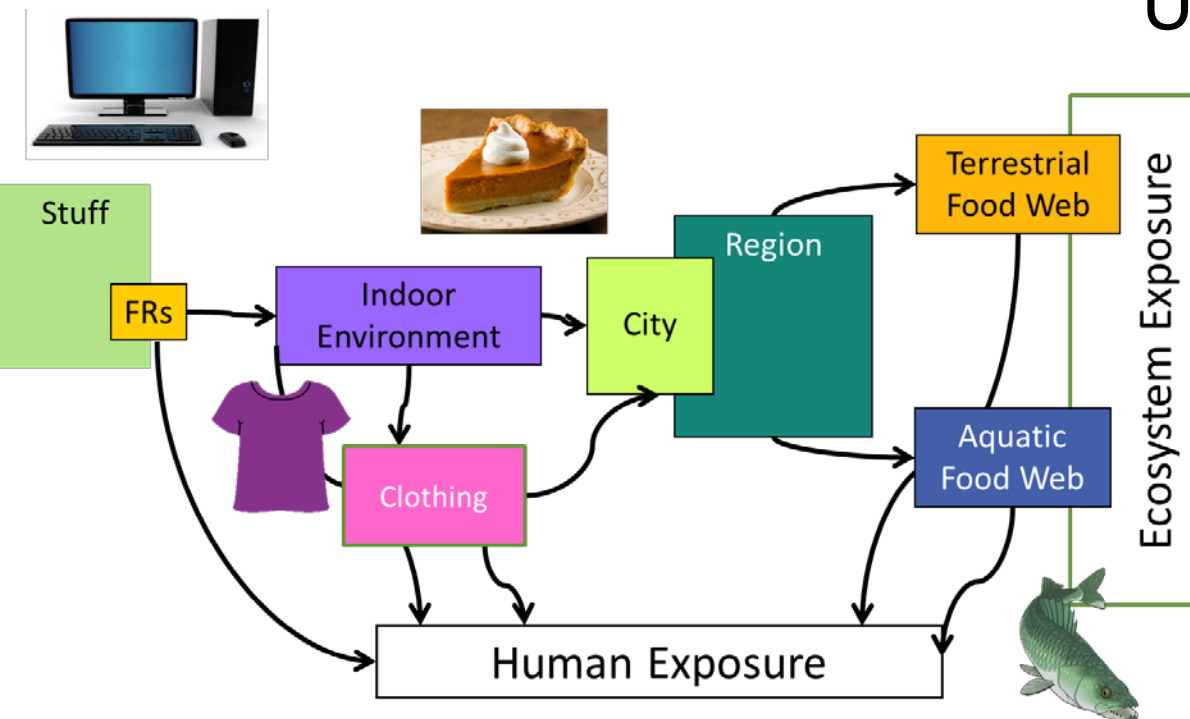 U
Stuff
FRs
Indoor
Environment
Clothing
City
Region
Terrestrial
Food Web
Aquatic
Food Web
Ecosystem Exposure
Human Exposure